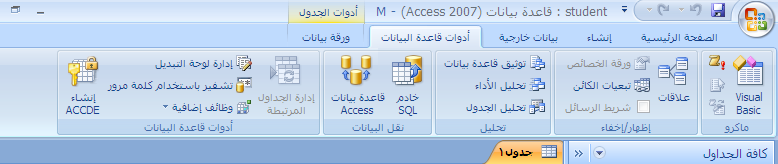 student : قاعدة بيانات (Access 2007) - M
أدوات الجدول
الصفحة الرئيسية
إنشاء
بيانات خارجية
أدوات قاعدة البيانات
ورقة بيانات
Visual Basic
ماكرو
علاقات
ورقة الخصائص
تبعيات الكائن
شريط الرسائل
إظهار/إخفاء
توثيق قاعدة بيانات
تحليل الأداء
تحليل الجدول
تحليل
خادم SQL
قاعدة بيانات Access
نقل البيانات
إدارة الجداول المرتبطة
إدارة لوحة التبديل
تشفير باستخدام كلمة مرور
وظائف إضافية
إنشاء ACCDE
أدوات قاعدة البيانات
كافة الجداول
جدول١